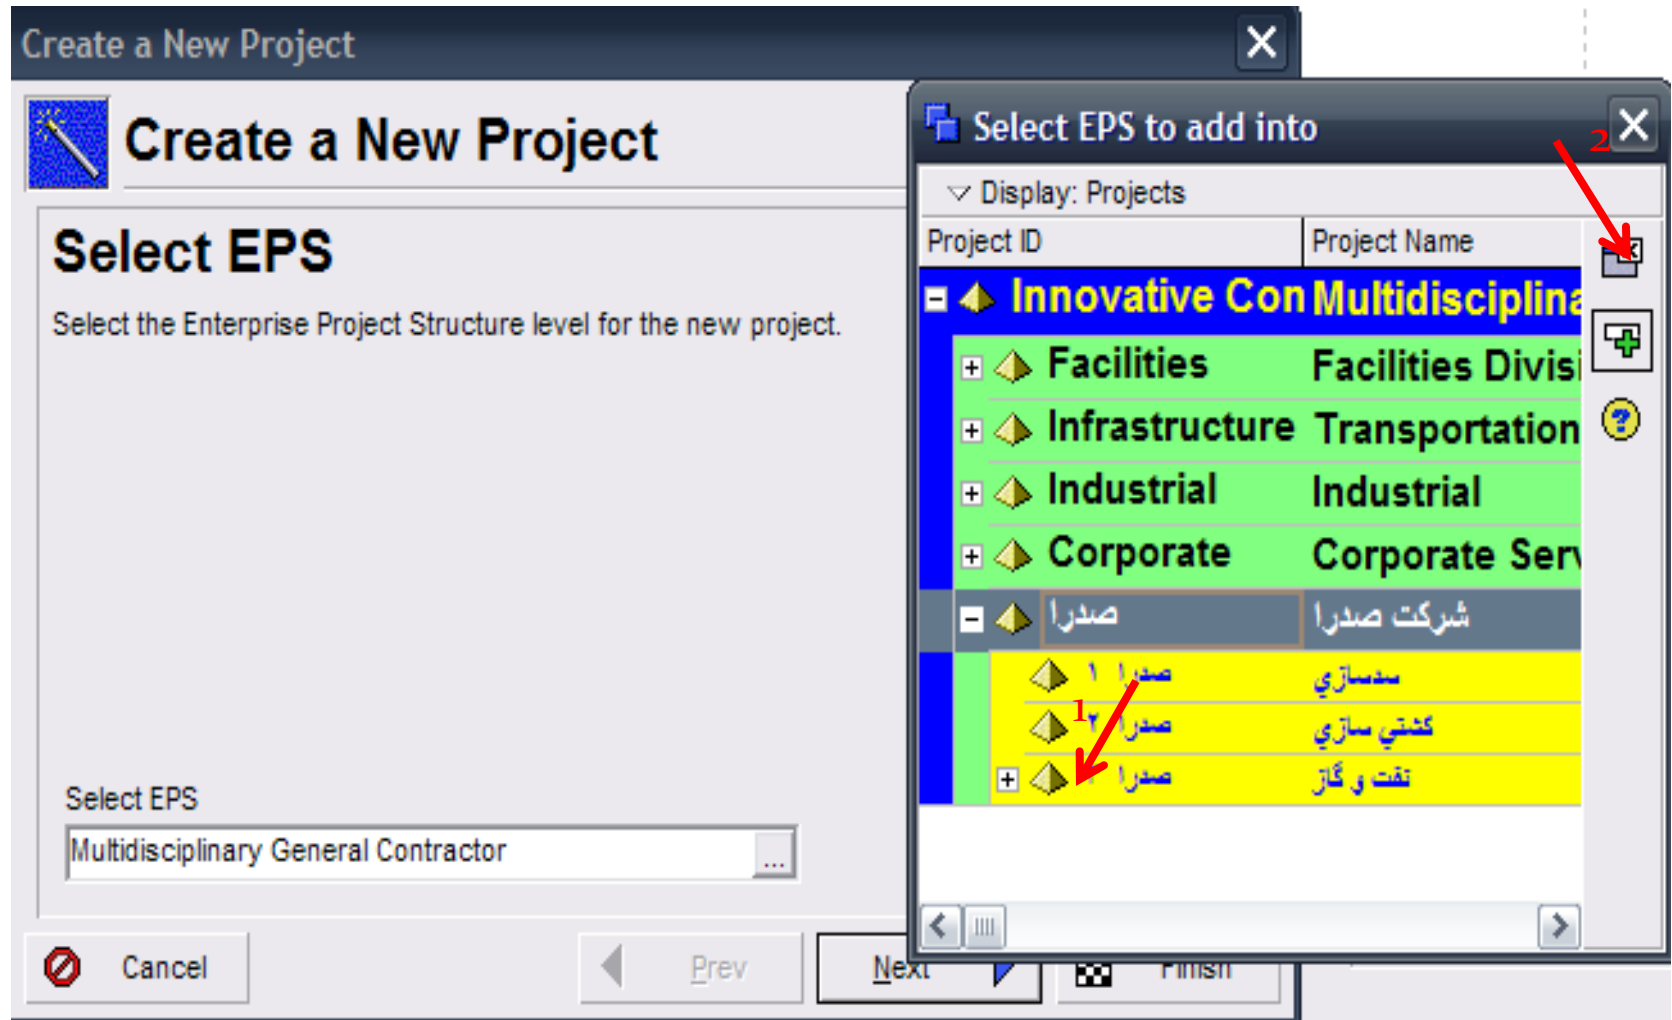 Create a New Project
Create a New Project
Select EPS
Select the Enterprise Project Structure level for the new project.
Select EPS
Multidisciplinary General Contractor
...
Cancel
Prev
Next
Finish
Select EPS to add into
2
Display: Projects
Project ID Project Name
Innovative Con Multidisciplina
Facilities Facilities Divisi
Infrastructure Transportation
Industrial Industrial
Corporate Corporate Serv
صدرا شرکت صدرا
صدرا ۱ سدسازي
1
صدرا ۲ کشتي سازي
صدرا نفت و گاز